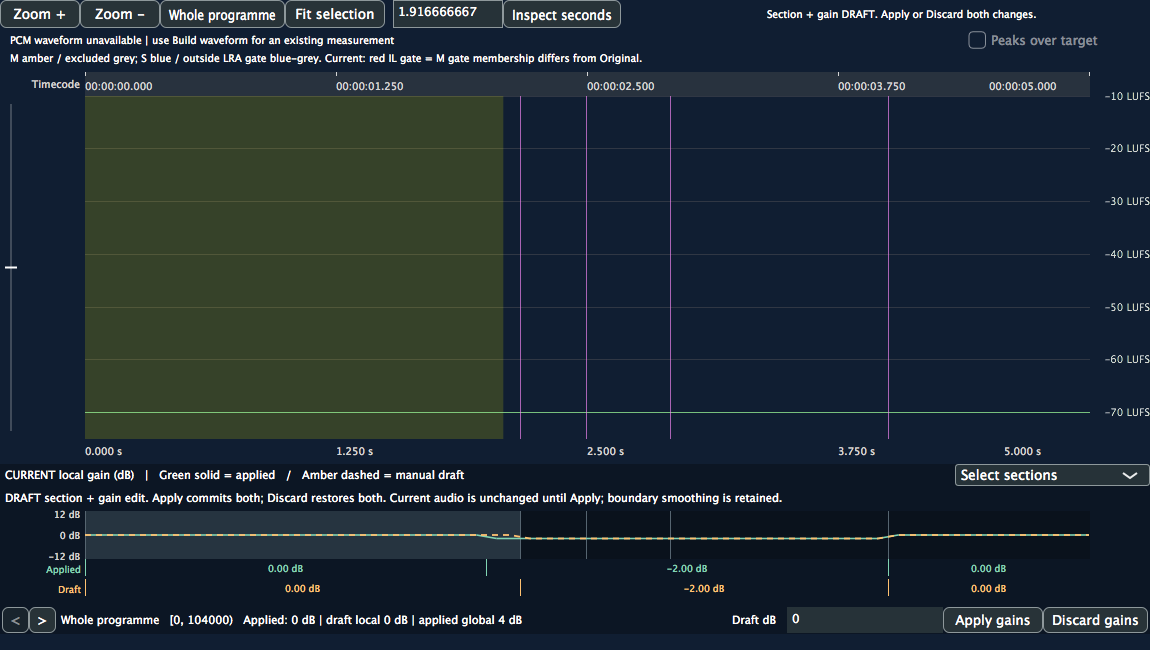 Zoom + Zoom – Whole programme Fit selection 1.916666667 Inspect seconds Section + gain DRAFT. Apply or Discard both changes.
PCM waveform unavailable | use Build waveform for an existing measurement Peaks over target
M amber / excluded grey; S blue / outside LRA gate blue-grey. Current: red IL gate = M gate membership differs from Original.
Timecode 00:00:00.000 00:00:01.250 00:00:02.500 00:00:03.750 00:00:05.000
−10 LUFS
−20 LUFS
−30 LUFS
−40 LUFS
−50 LUFS
−60 LUFS
−70 LUFS
0.000 s 1.250 s 2.500 s 3.750 s 5.000 s
CURRENT local gain (dB) | Green solid = applied / Amber dashed = manual draft Select sections
DRAFT section + gain edit. Apply commits both; Discard restores both. Current audio is unchanged until Apply; boundary smoothing is retained.
12 dB
0 dB
−12 dB
Applied 0.00 dB −2.00 dB 0.00 dB
Draft 0.00 dB −2.00 dB 0.00 dB
< > Whole programme [0, 104000) Applied: 0 dB | draft local 0 dB | applied global 4 dB Draft dB 0 Apply gains Discard gains